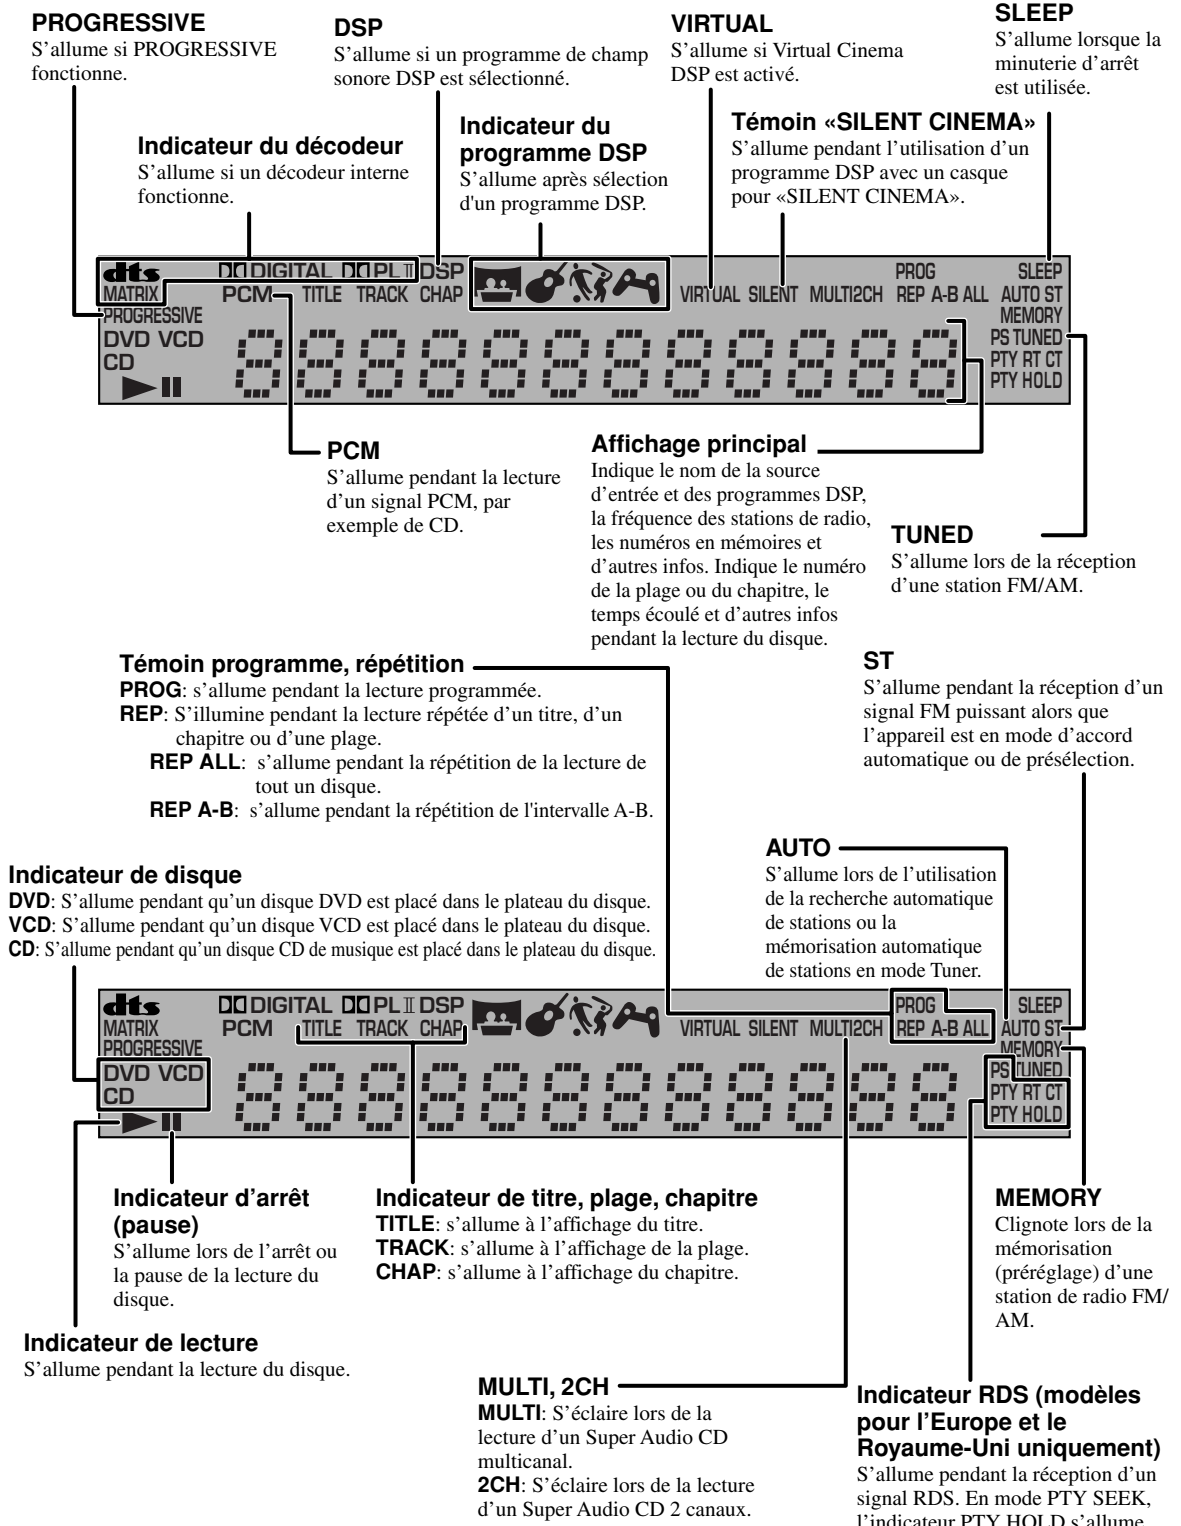 PROGRESSIVE
S'allume si PROGRESSIVE
fonctionne.
DSP
S'allume si un programme de champ
sonore DSP est sélectionné.
VIRTUAL
S'allume si Virtual Cinema
DSP est activé.
SLEEP
S'allume lorsque la
minuterie d'arrêt
est utilisée.
Indicateur du décodeur
S'allume si un décodeur interne
fonctionne.
Indicateur du
programme DSP
S'allume après sélection
d'un programme DSP.
Témoin «SILENT CINEMA»
S'allume pendant l'utilisation d'un
programme DSP avec un casque
pour «SILENT CINEMA».
dts DIGITAL PL II DSP PROG SLEEP
MATRIX PCM TITLE TRACK CHAP VIRTUAL SILENT MULTI2CH REP A-B ALL AUTO ST
PROGRESSIVE MEMORY
DVD VCD PS TUNED
CD PTY RT CT
PTY HOLD
PCM
S'allume pendant la lecture
d'un signal PCM, par
exemple de CD.
Affichage principal
Indique le nom de la source
d'entrée et des programmes DSP,
la fréquence des stations de radio,
les numéros en mémoires et
d'autres infos. Indique le numéro
de la plage ou du chapitre, le
temps écoulé et d'autres infos
pendant la lecture du disque.
TUNED
S'allume lors de la réception
d'une station FM/AM.
Témoin programme, répétition
PROG: s'allume pendant la lecture programmée.
REP: S'illumine pendant la lecture répétée d'un titre, d'un
chapitre ou d'une plage.
REP ALL: s'allume pendant la répétition de la lecture de
tout un disque.
REP A-B: s'allume pendant la répétition de l'intervalle A-B.
ST
S'allume pendant la réception d'un
signal FM puissant alors que
l'appareil est en mode d'accord
automatique ou de présélection.
AUTO
S'allume lors de l'utilisation
de la recherche automatique
de stations ou la
mémorisation automatique
de stations en mode Tuner.
Indicateur de disque
DVD: S'allume pendant qu'un disque DVD est placé dans le plateau du disque.
VCD: S'allume pendant qu'un disque VCD est placé dans le plateau du disque.
CD: S'allume pendant qu'un disque CD de musique est placé dans le plateau du disque.
dts DIGITAL PL II DSP PROG SLEEP
MATRIX PCM TITLE TRACK CHAP VIRTUAL SILENT MULTI2CH REP A-B ALL AUTO ST
PROGRESSIVE MEMORY
DVD VCD PS TUNED
CD PTY RT CT
PTY HOLD
Indicateur d'arrêt
(pause)
S'allume lors de l'arrêt ou
la pause de la lecture du
disque.
Indicateur de titre, plage, chapitre
TITLE: s'allume à l'affichage du titre.
TRACK: s'allume à l'affichage de la plage.
CHAP: s'allume à l'affichage du chapitre.
MEMORY
Clignote lors de la
mémorisation
(préréglage) d'une
station de radio FM/
AM.
Indicateur de lecture
S'allume pendant la lecture du disque.
MULTI, 2CH
MULTI: S'éclaire lors de la
lecture d'un Super Audio CD
multicanal.
2CH: S'éclaire lors de la lecture
d'un Super Audio CD 2 canaux.
Indicateur RDS (modèles
pour l'Europe et le
Royaume-Uni uniquement)
S'allume pendant la réception d'un
signal RDS. En mode PTY SEEK,
l'indicateur PTY HOLD s'allume